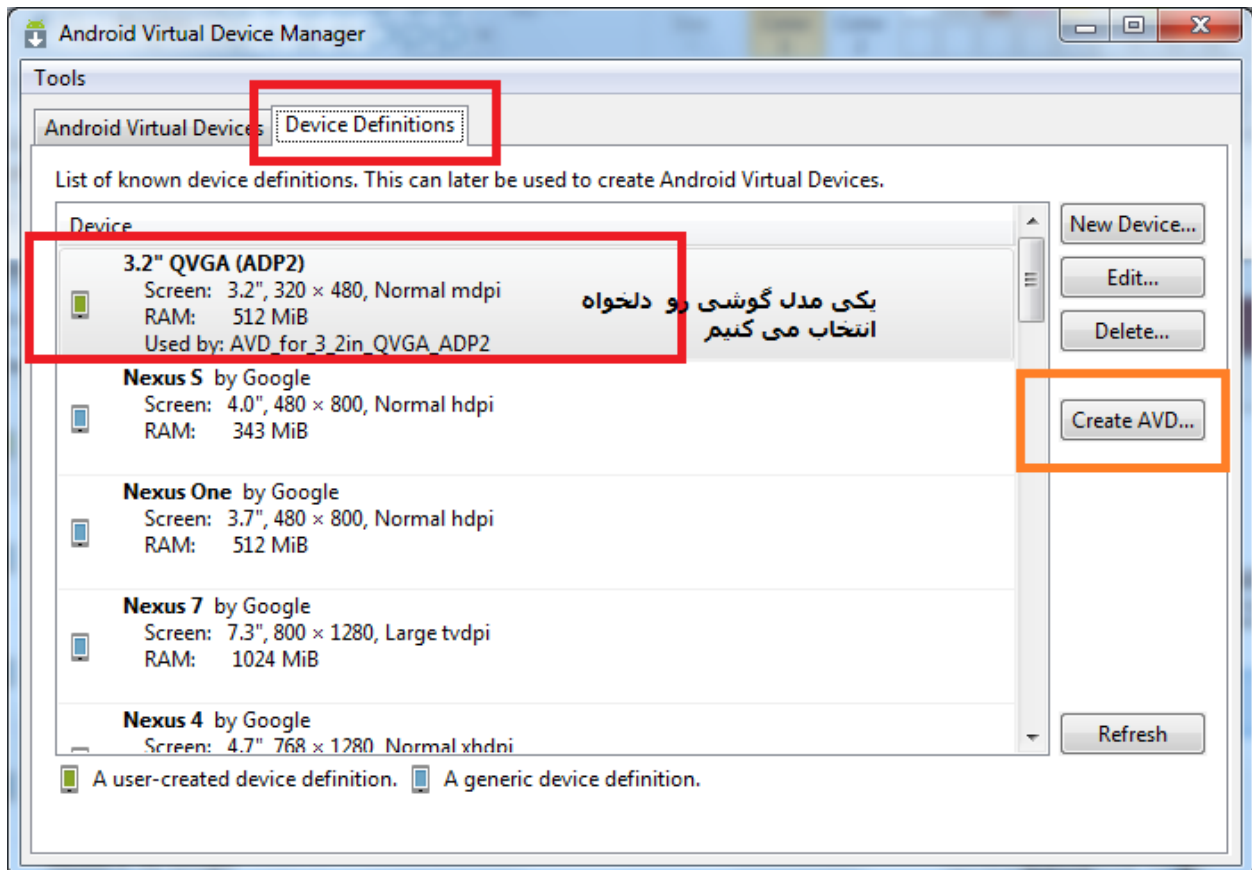 Android Virtual Device Manager
Tools
Android Virtual Devices
Device Definitions
List of known device definitions. This can later be used to create Android Virtual Devices.
Device
New Device...
3.2" QVGA (ADP2)
Screen: 3.2", 320 × 480, Normal mdpi
RAM: 512 MiB
Used by: AVD_for_3_2in_QVGA_ADP2
یکی مدل گوشی رو دلخواه
انتخاب می کنیم
Edit...
Delete...
Nexus S by Google
Screen: 4.0", 480 × 800, Normal hdpi
RAM: 343 MiB
Create AVD...
Nexus One by Google
Screen: 3.7", 480 × 800, Normal hdpi
RAM: 512 MiB
Nexus 7 by Google
Screen: 7.3", 800 × 1280, Large tvdpi
RAM: 1024 MiB
Nexus 4 by Google
Screen: 4.7", 768 × 1280, Normal xhdpi
Refresh
A user-created device definition. A generic device definition.